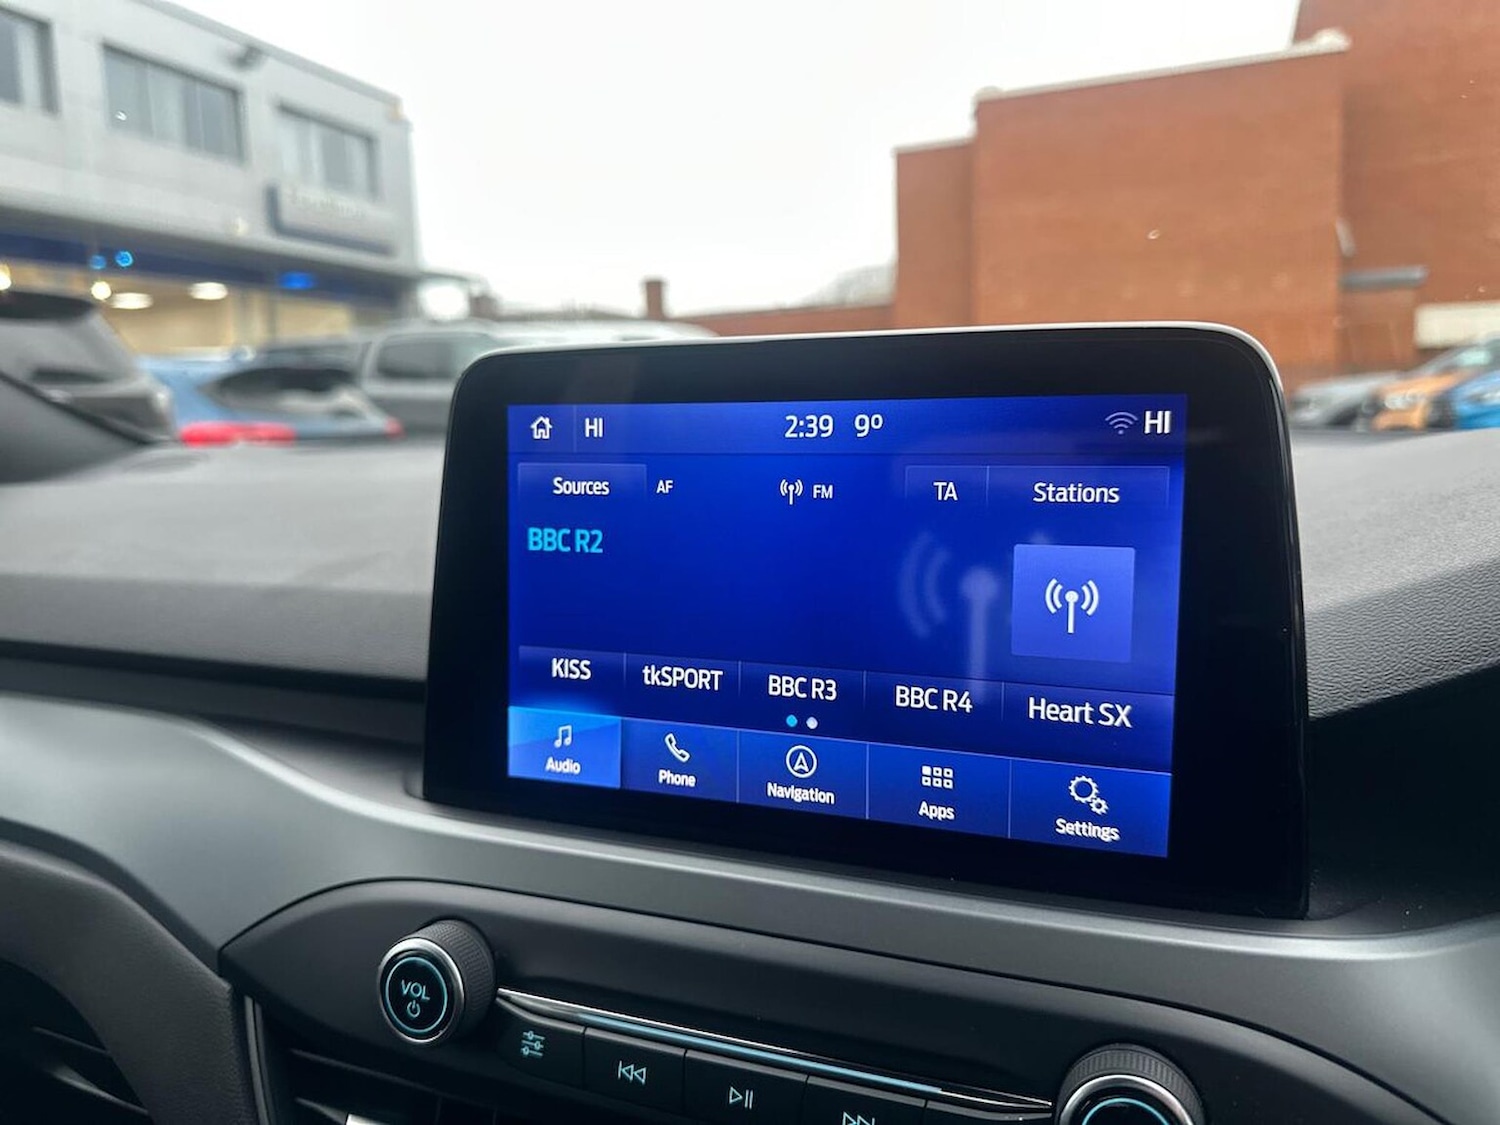 HI 2:39 9° HI
Sources AF FM TA Stations
BBC R2
KISS tkSPORT BBC R3 BBC R4 Heart SX
Audio Phone Navigation Apps Settings
VOL